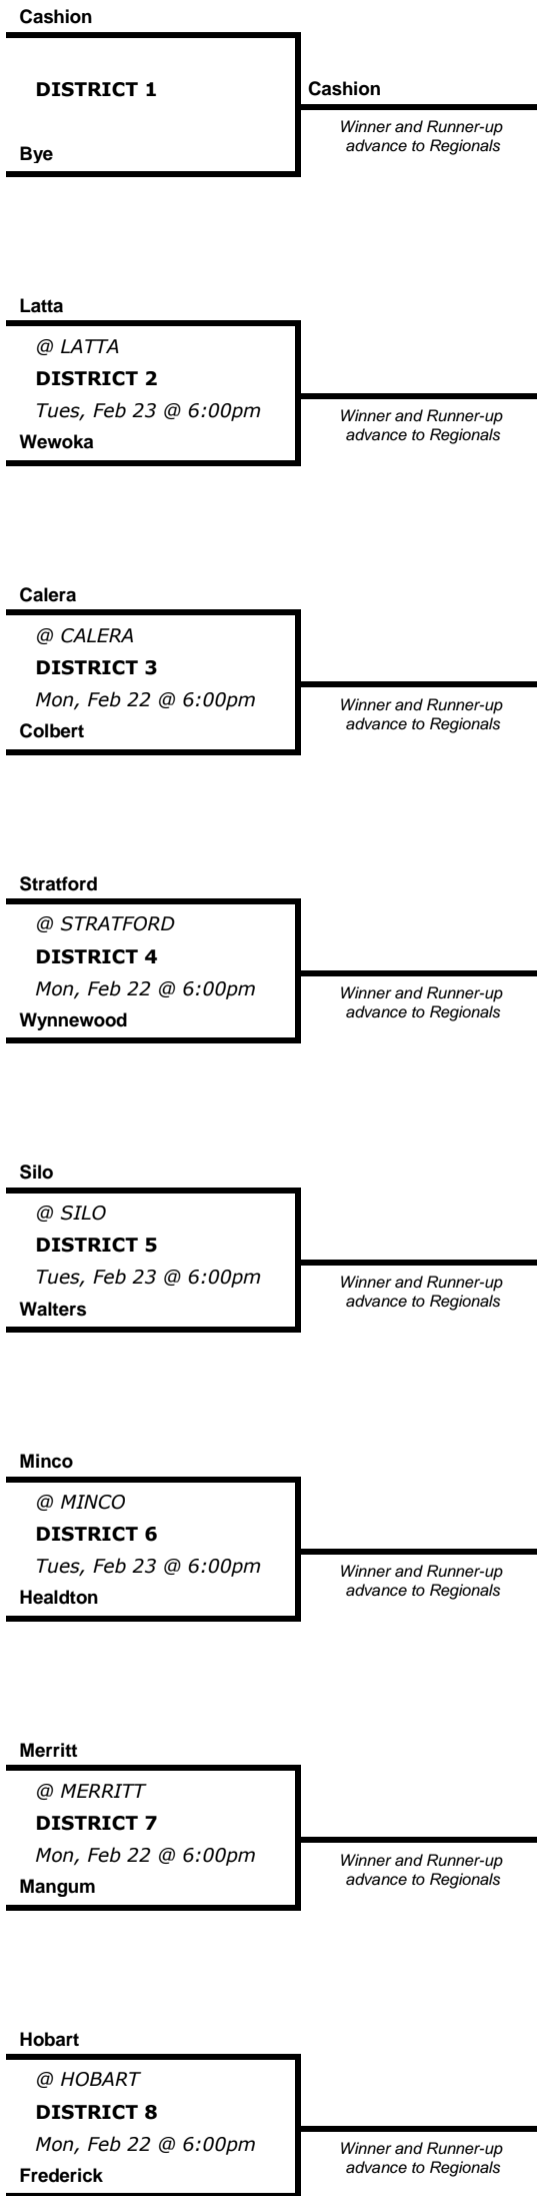 Cashion
DISTRICT 1
Cashion
Winner and Runner-up
advance to Regionals
Bye
Latta
@ LATTA
DISTRICT 2
Tues, Feb 23 @ 6:00pm
Wewoka
Winner and Runner-up
advance to Regionals
Calera
@ CALERA
DISTRICT 3
Mon, Feb 22 @ 6:00pm
Colbert
Winner and Runner-up
advance to Regionals
Stratford
@ STRATFORD
DISTRICT 4
Mon, Feb 22 @ 6:00pm
Wynnewood
Winner and Runner-up
advance to Regionals
Silo
@ SILO
DISTRICT 5
Tues, Feb 23 @ 6:00pm
Walters
Winner and Runner-up
advance to Regionals
Minco
@ MINCO
DISTRICT 6
Tues, Feb 23 @ 6:00pm
Healdton
Winner and Runner-up
advance to Regionals
Merritt
@ MERRITT
DISTRICT 7
Mon, Feb 22 @ 6:00pm
Mangum
Winner and Runner-up
advance to Regionals
Hobart
@ HOBART
DISTRICT 8
Mon, Feb 22 @ 6:00pm
Frederick
Winner and Runner-up
advance to Regionals